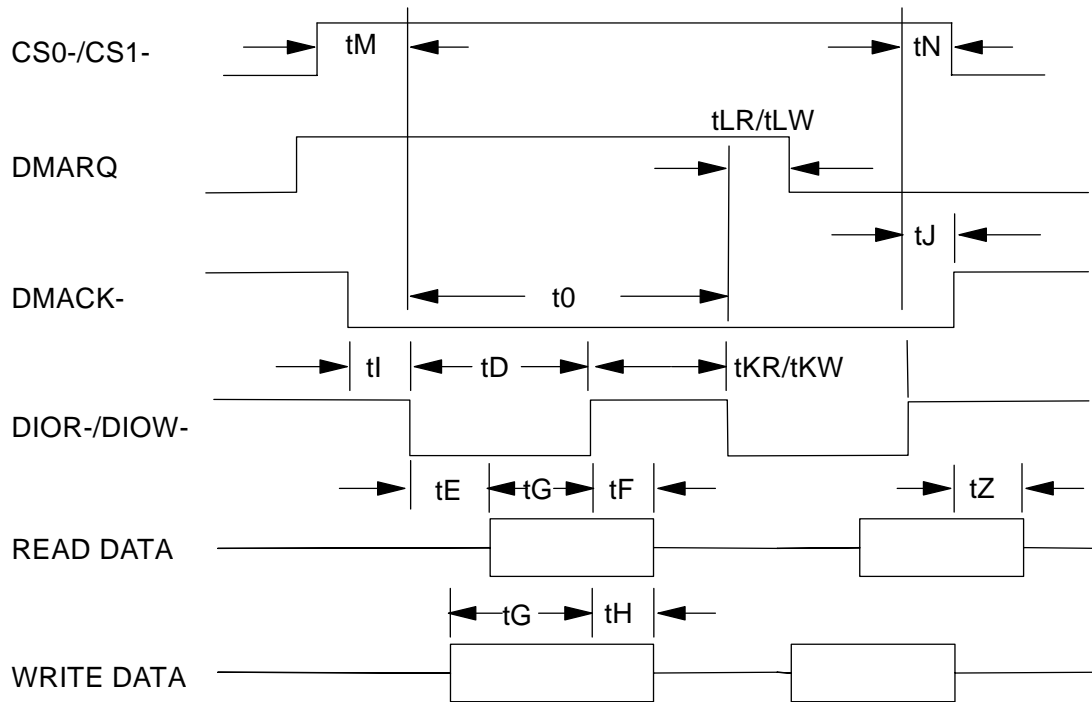 CS0-/CS1-
tM
tN
tLR/tLW
DMARQ
tJ
DMACK-
t0
tI
tD
tKR/tKW
DIOR-/DIOW-
tE
tG
tF
tZ
READ DATA
tG
tH
WRITE DATA